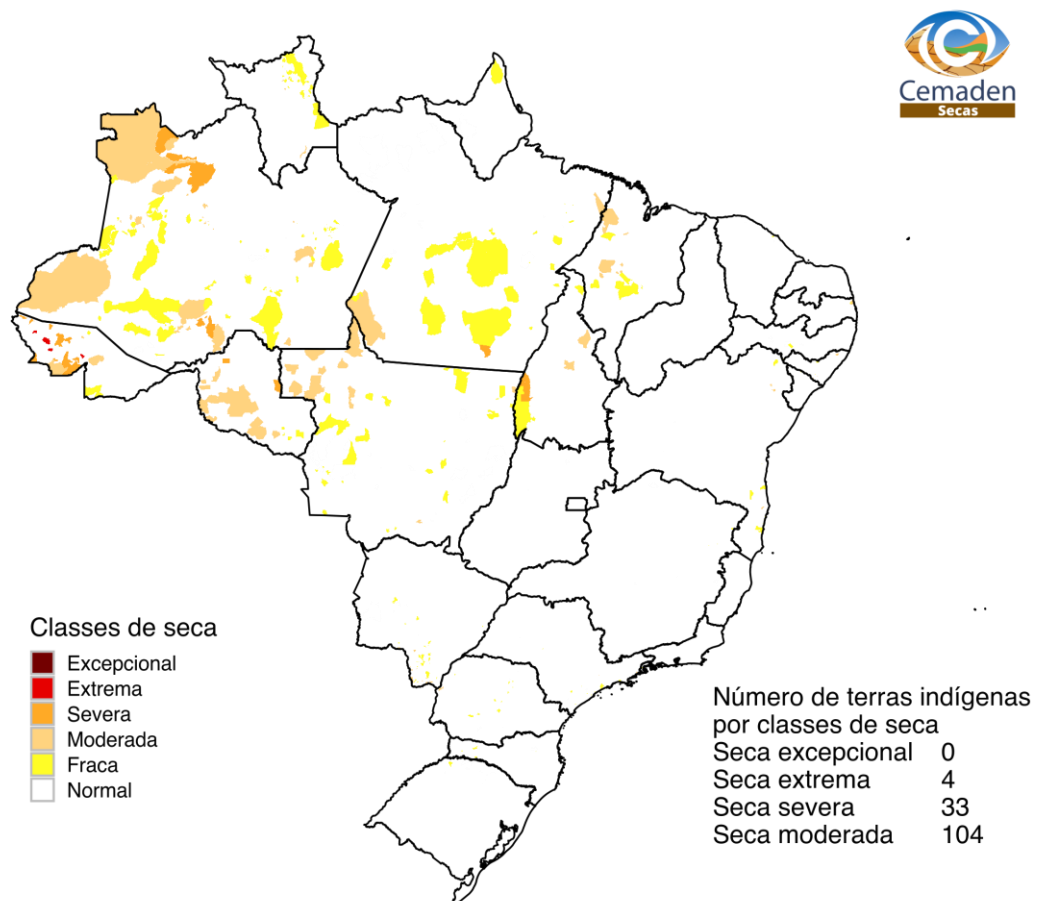 Cemaden
Secas
Classes de seca
Excepcional
Extrema
Severa
Moderada
Fraca
Normal
Número de terras indígenas
por classes de seca
Seca excepcional 0
Seca extrema 4
Seca severa 33
Seca moderada 104